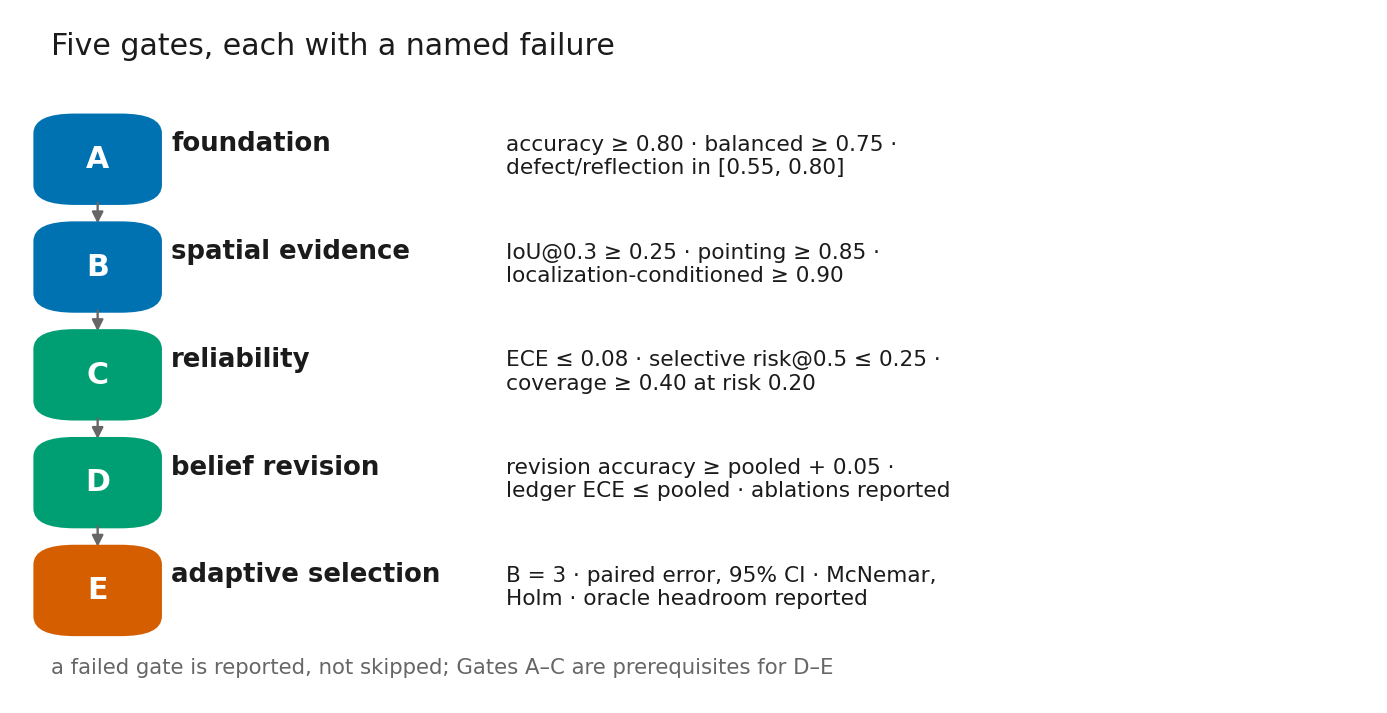 Five gates, each with a named failure
A
foundation
accuracy ≥ 0.80 · balanced ≥ 0.75 ·
defect/reflection in [0.55, 0.80]
B
spatial evidence
IoU@0.3 ≥ 0.25 · pointing ≥ 0.85 ·
localization-conditioned ≥ 0.90
C
reliability
ECE ≤ 0.08 · selective risk@0.5 ≤ 0.25 ·
coverage ≥ 0.40 at risk 0.20
D
belief revision
revision accuracy ≥ pooled + 0.05 ·
ledger ECE ≤ pooled · ablations reported
E
adaptive selection
B = 3 · paired error, 95% CI · McNemar,
Holm · oracle headroom reported
a failed gate is reported, not skipped; Gates A–C are prerequisites for D–E